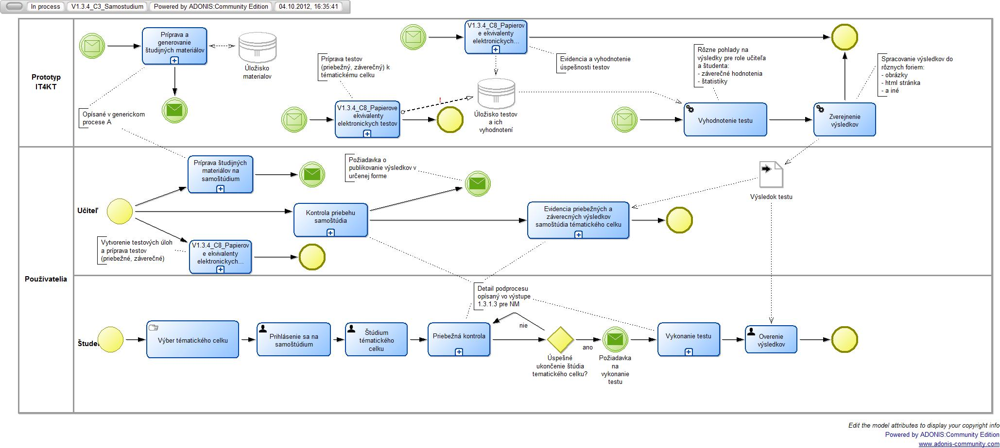 In process
V1.3.4_C3_Samostudium
Powered by ADONIS:Community Edition
04.10.2012, 16:35:41
Prototyp
IT4KT
Príprava a
generovanie
študijných materiálov
Úložisko
materialov
Opísané v generickom
procese A
Príprava testov
(priebežný, záverečný) k
tématickému celku
V1.3.4_C8_Papierove
ekvivalenty
elektronickych testov
!
V1.3.4_C8_Papierov
e ekvivalenty
elektronickych...
Evidencia a vyhodnotenie
úspešnosti testov
Úložisko testov
a ich
vyhodnotení
Rôzne pohlady na
výsledky pre role učiteľa
a študenta:
- záverečné hodnotenia
- štatistiky
Vyhodnotenie testu
Zverejnenie
výsledkov
Spracovanie výsledkov do
rôznych foriem:
- obrázky
- html stránka
- a iné
Používatelia
Učiteľ
Príprava študijných
materiálov na
samoštúdium
Požiadavka o
publikovanie výsledkov v
určenej forme
Kontrola priebehu
samoštúdia
Vytvorenie testových úloh
a príprava testov
(priebežné, záverečné)
V1.3.4_C8_Papierov
e ekvivalenty
elektronickych...
Evidencia priebežných a
záverecných výsledkov
samoštúdia tématického celku
Výsledok testu
Detail podprocesu
opísaný vo výstupe
1.3.1.3 pre NM
Výber tématického celku
Prihlásenie sa na
samoštúdium
Štúdium
tématického
celku
Priebežná kontrola
nie
Úspešné
ukončenie štúdia
tematického celku?
ano
Požiadavka
na
vykonanie
testu
Vykonanie testu
Overenie
výsledkov
Edit the model attributes to display your copyright info
Powered by ADONIS:Community Edition
www.adonis-community.com